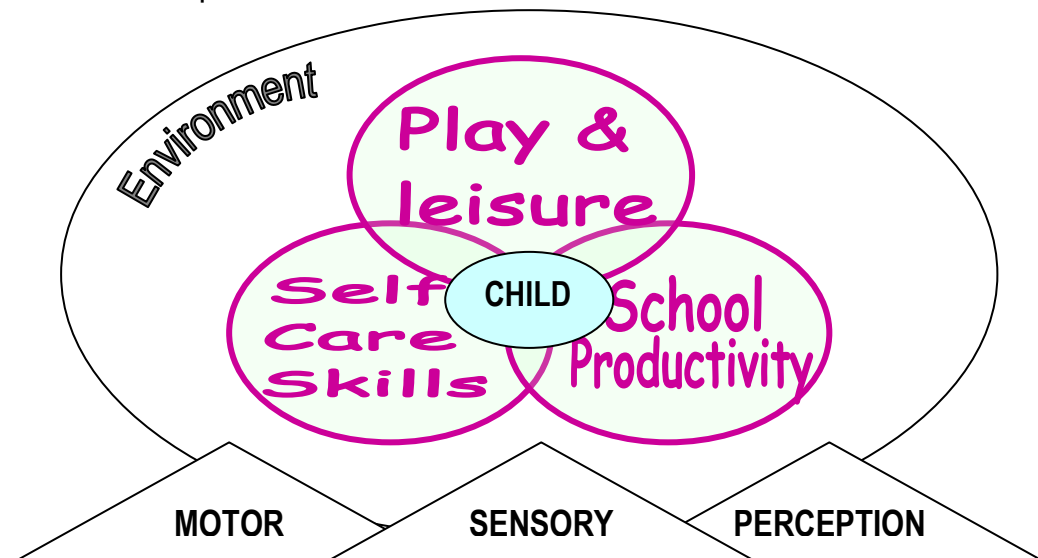 Environment
Play &
leisure
Self
Care
Skills
CHILD
School
Productivity
MOTOR
SENSORY
PERCEPTION